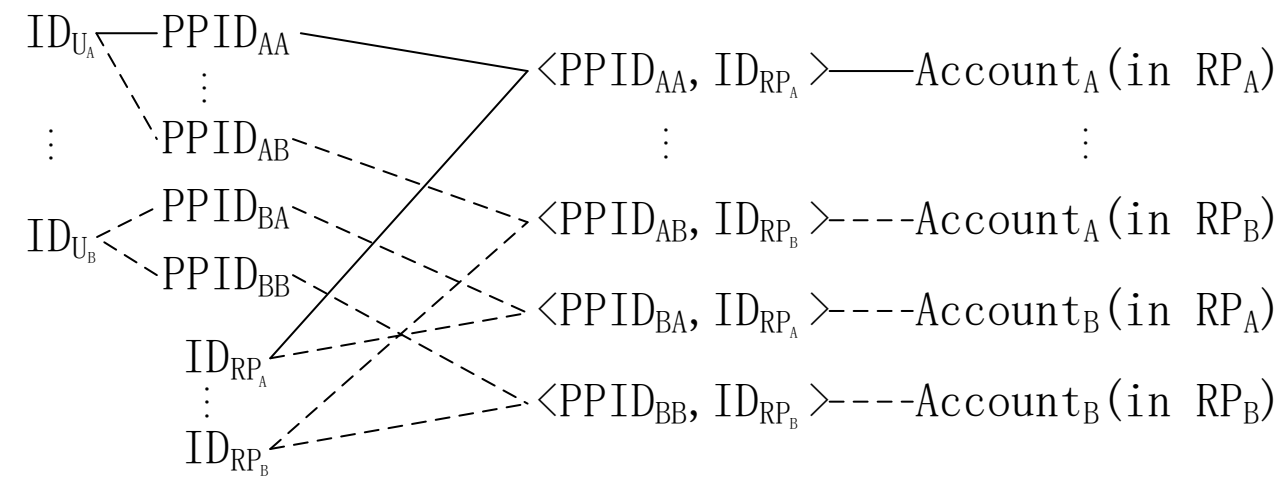 ID_{U_A} PPID_{AA}
<PPID_{AA}, ID_{RP_A}> Account_A(in RP_A)
PPID_{AB}
<PPID_{AB}, ID_{RP_B}> Account_A(in RP_B)
ID_{U_B} PPID_{BA}
PPID_{BB}
<PPID_{BA}, ID_{RP_A}> Account_B(in RP_A)
ID_{RP_A}
<PPID_{BB}, ID_{RP_B}> Account_B(in RP_B)
ID_{RP_B}